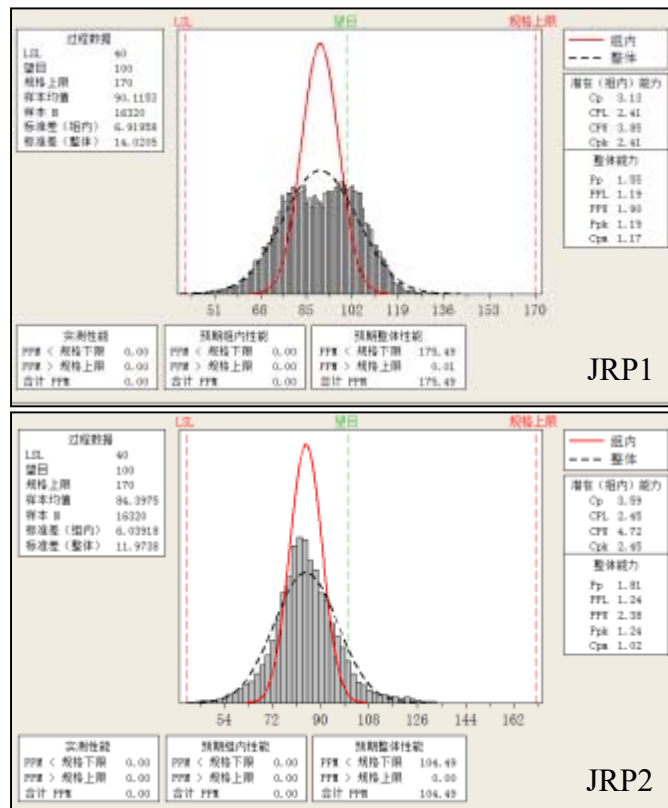 LSL 望目 规格上限
过程数据
LSL 40
望目 100
规格上限 170
样本均值 90.1153
样本 N 16320
标准差(组内) 6.91958
标准差(整体) 14.0205
组内
整体
潜在(组内)能力
Cp 3.13
CPL 2.41
CPU 3.85
Cpk 2.41
整体能力
Pp 1.55
PPL 1.19
PPU 1.90
Ppk 1.19
Cpm 1.17
51 68 85 102 119 136 153 170
实测性能
PPM < 规格下限 0.00
PPM > 规格上限 0.00
合计 PPM 0.00
预期组内性能
PPM < 规格下限 0.00
PPM > 规格上限 0.00
合计 PPM 0.00
预期整体性能
PPM < 规格下限 175.49
PPM > 规格上限 0.01
合计 PPM 175.49
JRP1
LSL 望目 规格上限
过程数据
LSL 40
望目 100
规格上限 170
样本均值 84.3975
样本 N 16320
标准差(组内) 6.03918
标准差(整体) 11.9738
组内
整体
潜在(组内)能力
Cp 3.59
CPL 2.45
CPU 4.72
Cpk 2.45
整体能力
Pp 1.81
PPL 1.24
PPU 2.38
Ppk 1.24
Cpm 1.02
54 72 90 108 126 144 162
实测性能
PPM < 规格下限 0.00
PPM > 规格上限 0.00
合计 PPM 0.00
预期组内性能
PPM < 规格下限 0.00
PPM > 规格上限 0.00
合计 PPM 0.00
预期整体性能
PPM < 规格下限 104.49
PPM > 规格上限 0.00
合计 PPM 104.49
JRP2